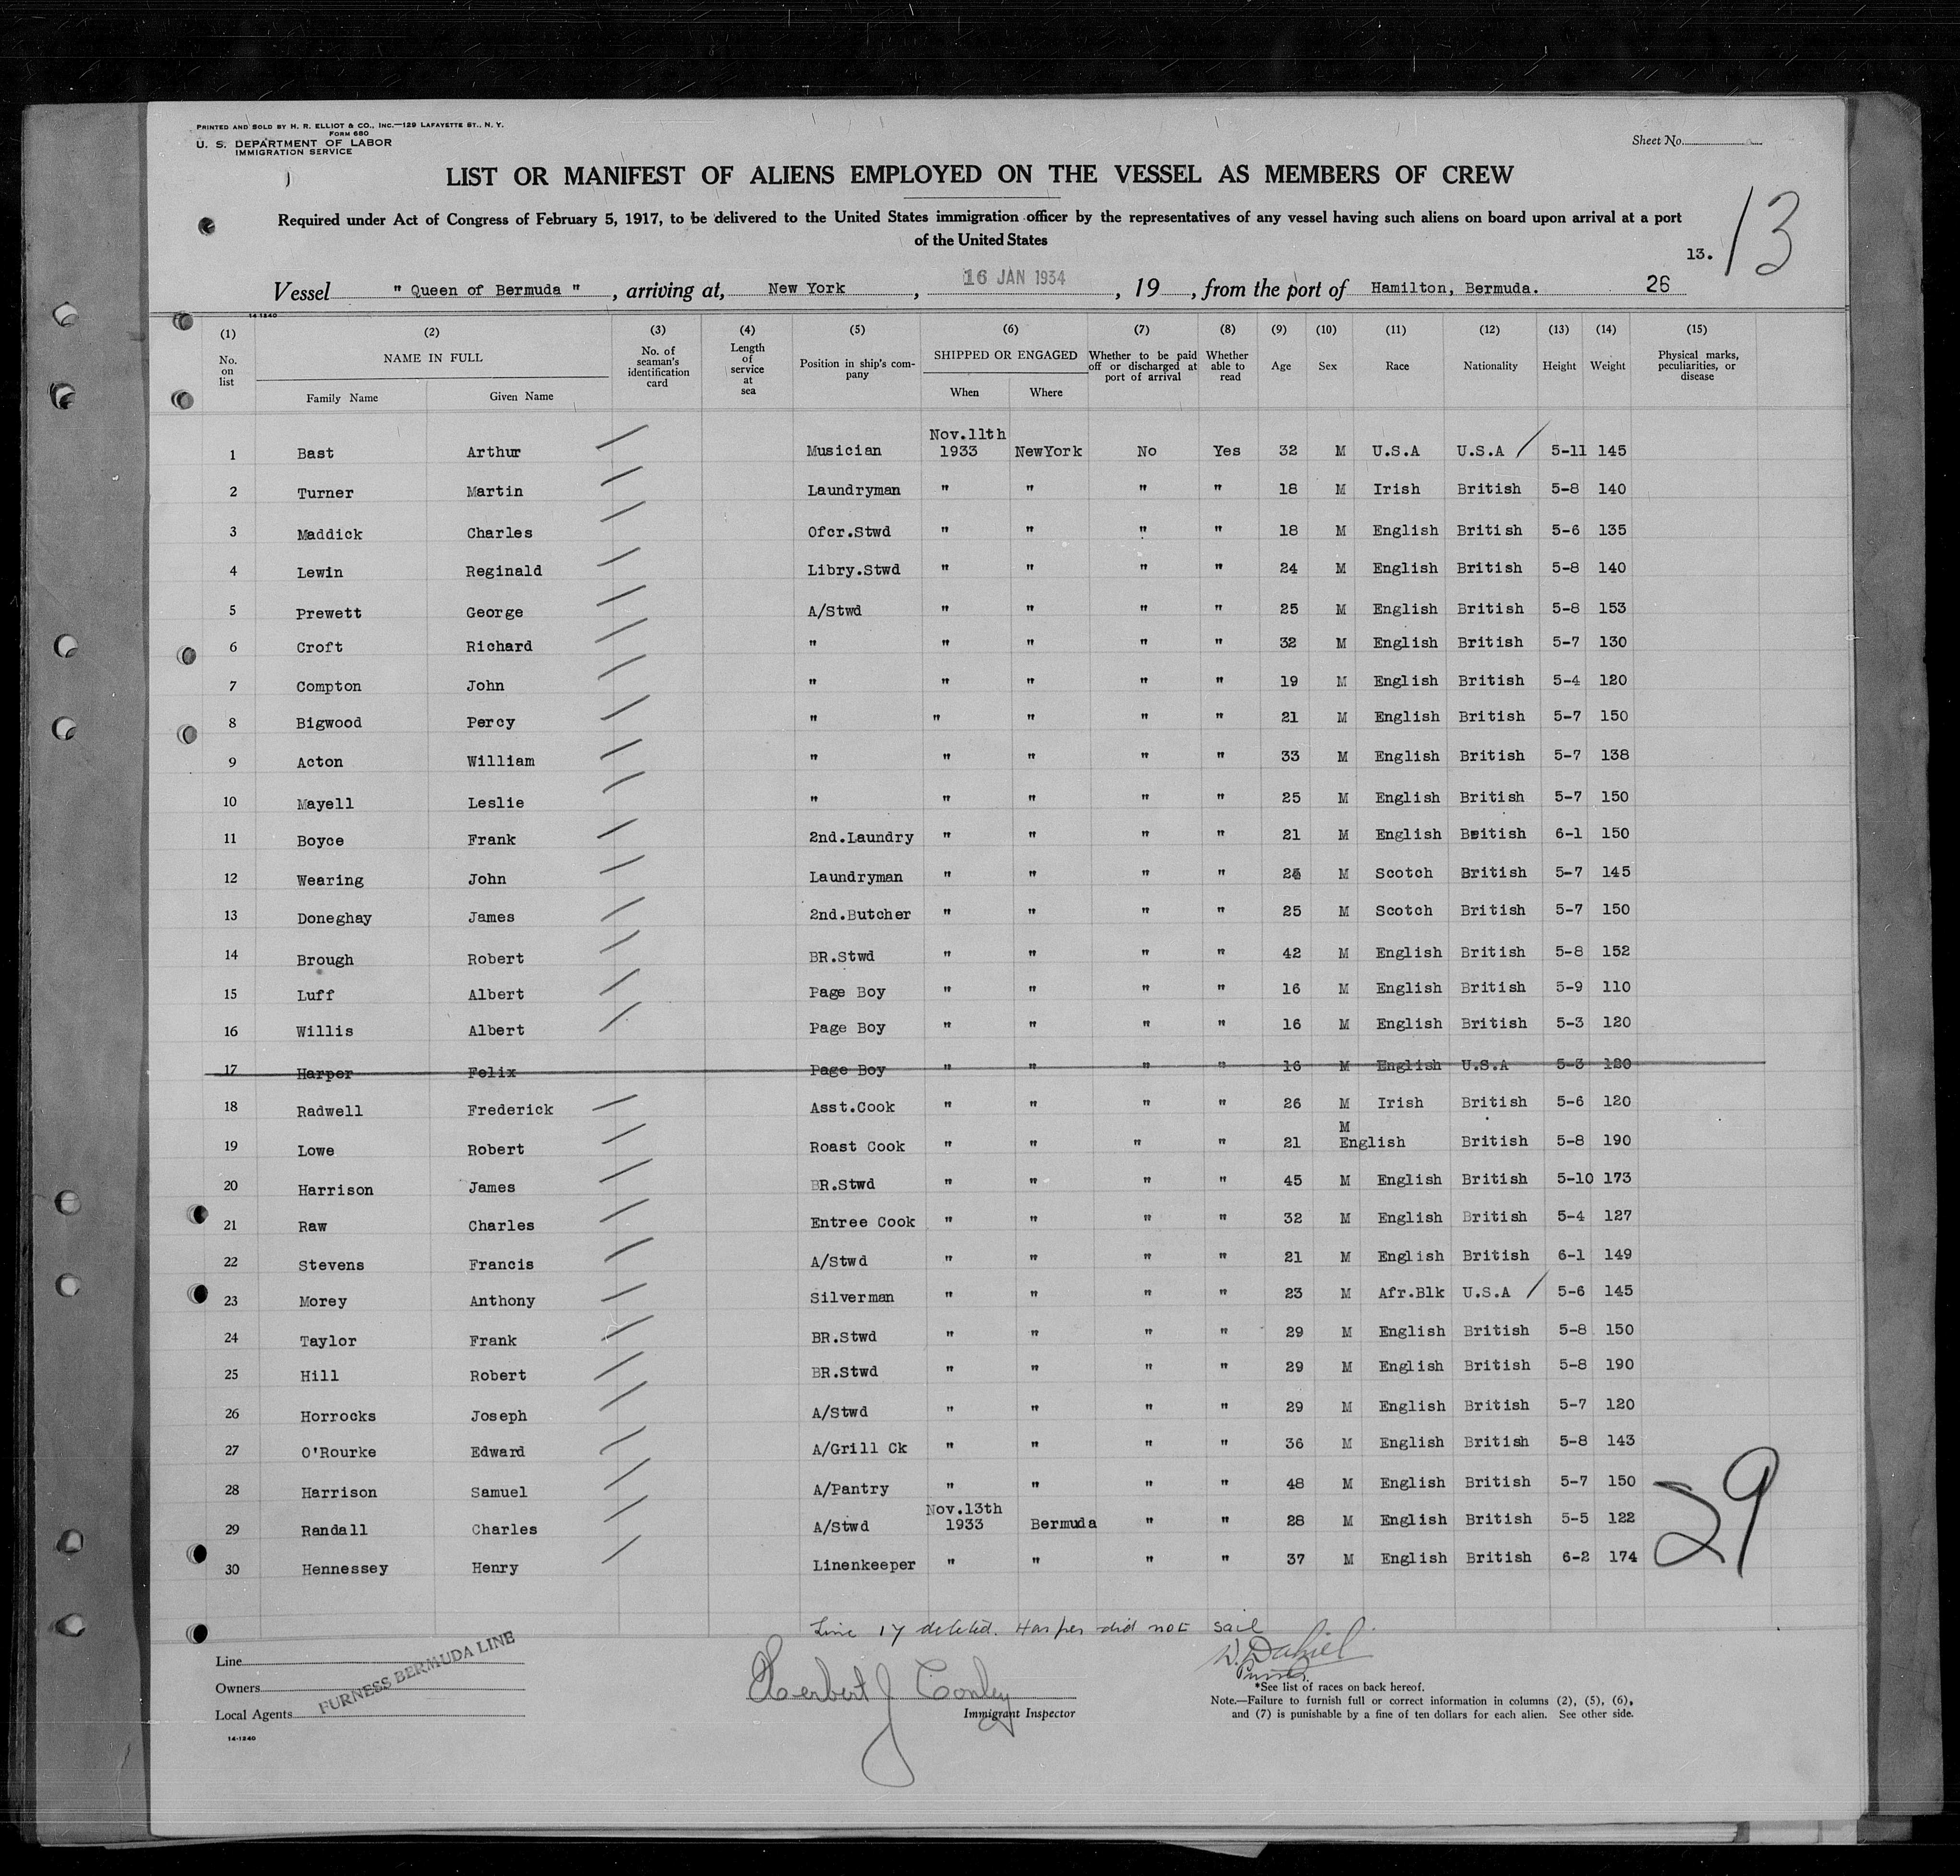 PRINTED AND SOLD BY H. R. ELLIOT & CO., INC.—129 LAFAYETTE ST., N. Y.
FORM 680
U. S. DEPARTMENT OF LABOR
IMMIGRATION SERVICE
Sheet No.
LIST OR MANIFEST OF ALIENS EMPLOYED ON THE VESSEL AS MEMBERS OF CREW
Required under Act of Congress of February 5, 1917, to be delivered to the United States immigration officer by the representatives of any vessel having such aliens on board upon arrival at a port
of the United States
13. 13
Vessel " Queen of Bermuda " , arriving at, New York , 16 JAN 1934 , 19 , from the port of Hamilton, Bermuda. 26
14-1240
(1) (2) (3) (4) (5) (6) (7) (8) (9) (10) (11) (12) (13) (14) (15)
No. on list NAME IN FULL Family Name Given Name No. of seaman's identification card Length of service at sea Position in ship's company SHIPPED OR ENGAGED When Where Whether to be paid off or discharged at port of arrival Whether able to read Age Sex Race Nationality Height Weight Physical marks, peculiarities, or disease
1 Bast Arthur Musician Nov.11th 1933 NewYork No Yes 32 M U.S.A U.S.A 5-11 145
2 Turner Martin Laundryman " " " " 18 M Irish British 5-8 140
3 Maddick Charles Ofcr.Stwd " " " " 18 M English British 5-6 135
4 Lewin Reginald Libry.Stwd " " " " 24 M English British 5-8 140
5 Prewett George A/Stwd " " " " 25 M English British 5-8 153
6 Croft Richard " " " " " 32 M English British 5-7 130
7 Compton John " " " " " 19 M English British 5-4 120
8 Bigwood Percy " " " " " 21 M English British 5-7 150
9 Acton William " " " " " 33 M English British 5-7 138
10 Mayell Leslie " " " " " 25 M English British 5-7 150
11 Boyce Frank 2nd.Laundry " " " " 21 M English British 6-1 150
12 Wearing John Laundryman " " " " M Scotch British 5-7 145
13 Doneghay James 2nd.Butcher " " " " 25 M Scotch British 5-7 150
14 Brough Robert BR.Stwd " " " " 42 M English British 5-8 152
15 Luff Albert Page Boy " " " " 16 M English British 5-9 110
16 Willis Albert Page Boy " " " " 16 M English British 5-3 120
17 Harper Felix Page Boy " " " " 16 M English U.S.A 5-3 120
18 Radwell Frederick Asst.Cook " " " " 26 M Irish British 5-6 120
19 Lowe Robert Roast Cook " " " " 21 M English British 5-8 190
20 Harrison James BR.Stwd " " " " 45 M English British 5-10 173
21 Raw Charles Entree Cook " " " " 32 M English British 5-4 127
22 Stevens Francis A/Stwd " " " " 21 M English British 6-1 149
23 Morey Anthony Silverman " " " " 23 M Afr.Blk U.S.A 5-6 145
24 Taylor Frank BR.Stwd " " " " 29 M English British 5-8 150
25 Hill Robert BR.Stwd " " " " 29 M English British 5-8 190
26 Horrocks Joseph A/Stwd " " " " 29 M English British 5-7 120
27 O'Rourke Edward A/Grill Ck " " " " 36 M English British 5-8 143
28 Harrison Samuel A/Pantry " " " " 48 M English British 5-7 150
29 Randall Charles A/Stwd Nov.13th 1933 Bermuda " " 28 M English British 5-5 122
30 Hennessey Henry Linenkeeper " " " " 37 M English British 6-2 174
29
Line 17 deleted. Harper did not sail
W. Daniel
Purser.
Line
Owners
Local Agents
FURNESS BERMUDA LINE
Herbert J Conley
Immigrant Inspector
*See list of races on back hereof.
Note.—Failure to furnish full or correct information in columns (2), (5), (6),
and (7) is punishable by a fine of ten dollars for each alien. See other side.
14-1240